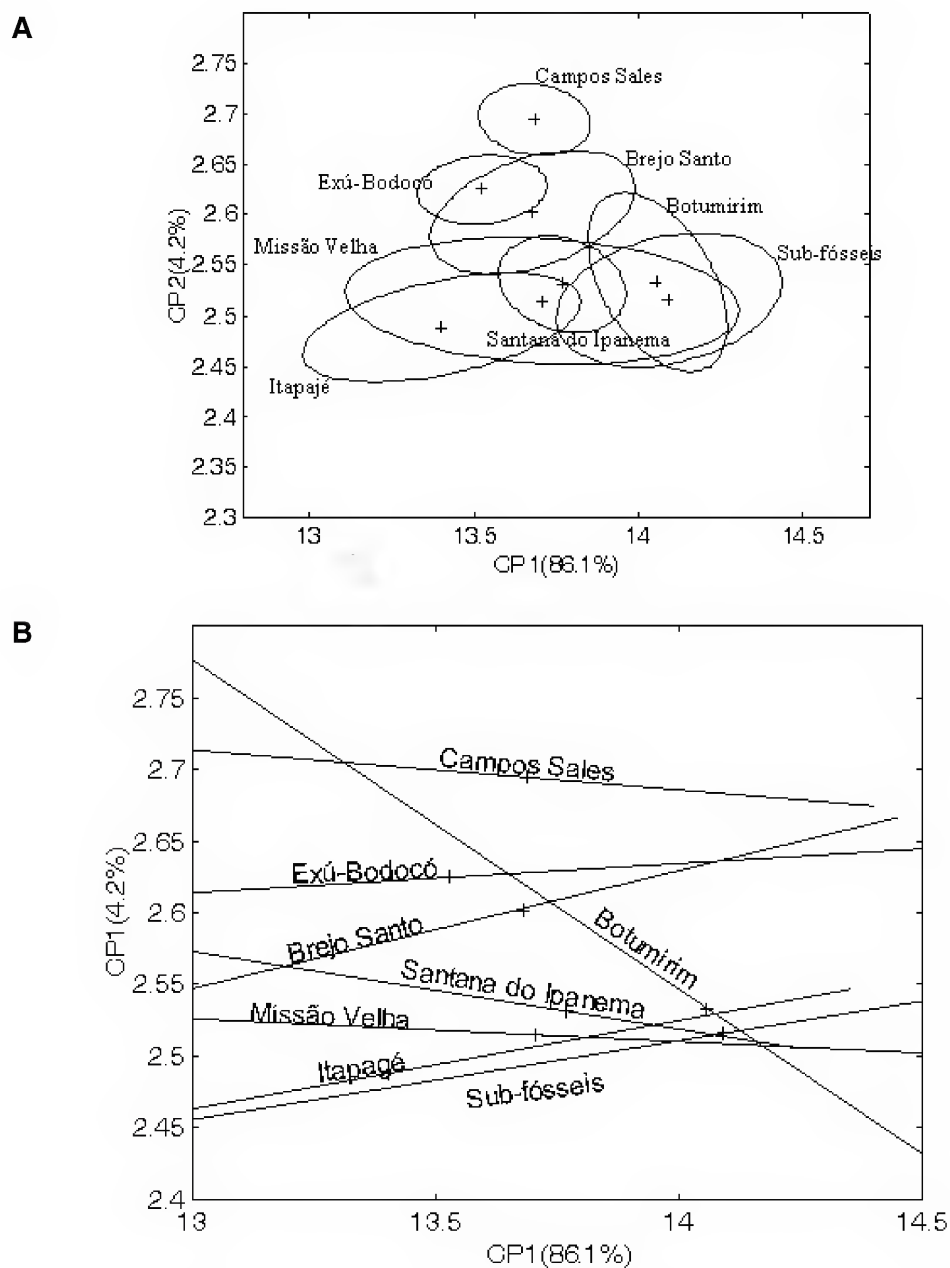 A
2.75
2.7
2.65
2.6
2.55
2.5
2.45
2.4
2.35
2.3
CP2(4.2%)
Campos Sales
Brejo Santo
Exú-Bodocó
Botumirim
Missão Velha
Sub-fósseis
Santana do Ipanema
Itapajé
13
13.5
14
14.5
CP1(86.1%)
B
2.75
2.7
2.65
2.6
2.55
2.5
2.45
2.4
CP1(4.2%)
Campos Sales
Exú-Bodocó
Brejo Santo
Botumirim
Santana do Ipanema
Missão Velha
Itapagé
Sub-fósseis
13
13.5
14
14.5
CP1(86.1%)